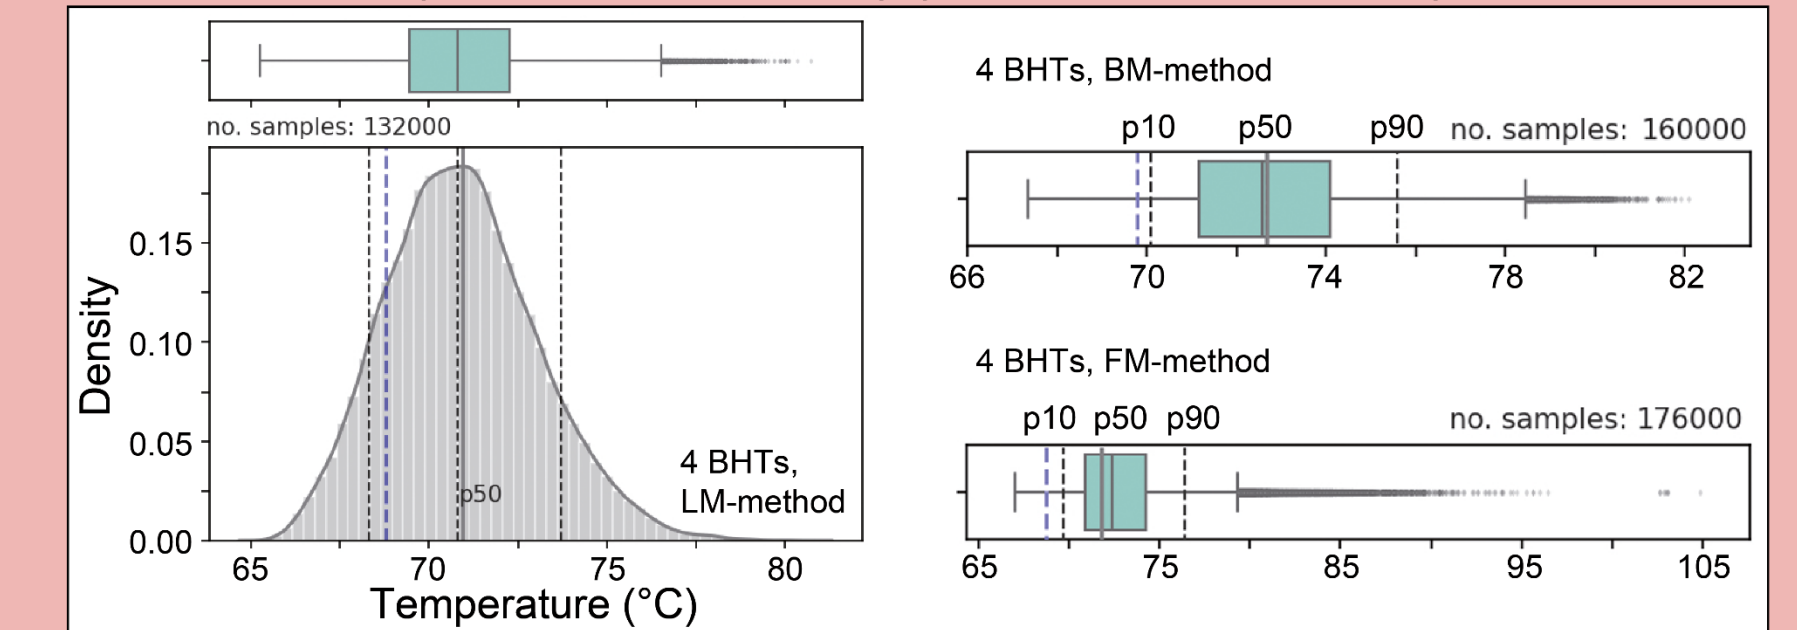 no. samples: 132000
0.15
0.10
0.05
0.00
Density
p50
4 BHTs,
LM-method
65 70 75 80
Temperature (°C)
4 BHTs, BM-method
p10 p50 p90 no. samples: 160000
66 70 74 78 82
4 BHTs, FM-method
p10 p50 p90 no. samples: 176000
65 75 85 95 105